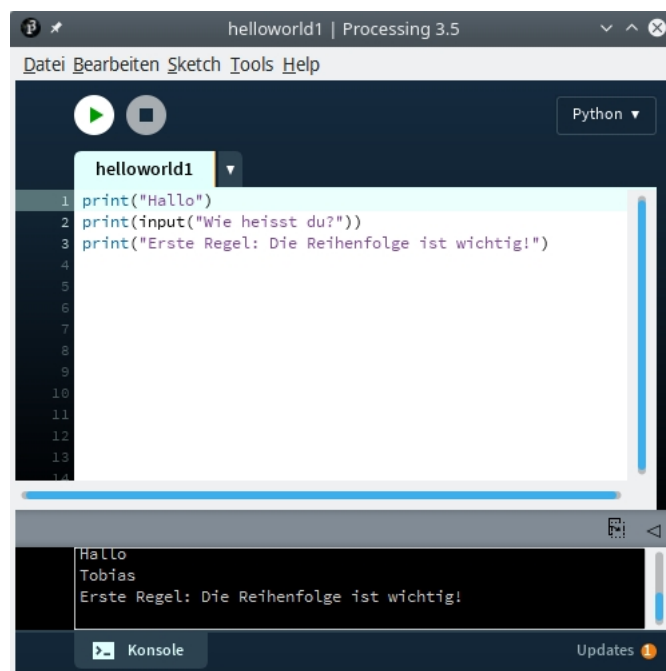 helloworld1 | Processing 3.5
Datei Bearbeiten Sketch Tools Help
Python ▼
helloworld1 ▼
1 print("Hallo")
2 print(input("Wie heisst du?"))
3 print("Erste Regel: Die Reihenfolge ist wichtig!")
4
5
6
7
8
9
10
11
12
13
14
Hallo
Tobias
Erste Regel: Die Reihenfolge ist wichtig!
>_ Konsole
Updates 1